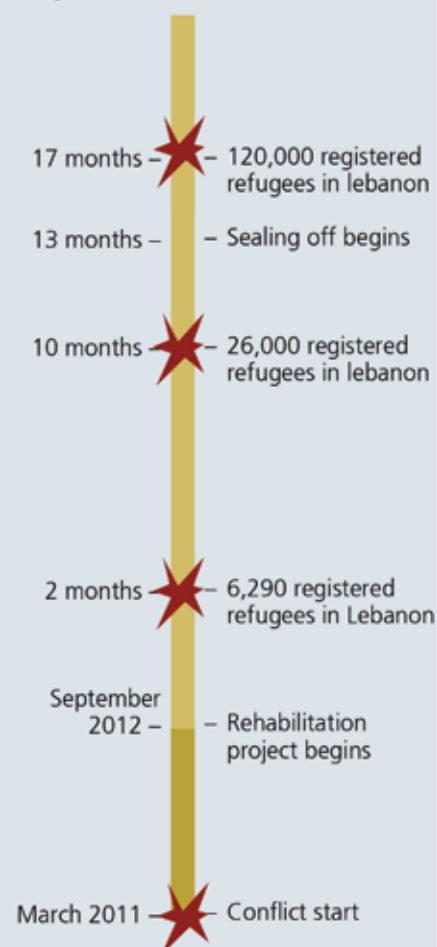 17 months
120,000 registered
refugees in lebanon
13 months
Sealing off begins
10 months
26,000 registered
refugees in lebanon
2 months
6,290 registered
refugees in Lebanon
September
2012
Rehabilitation
project begins
March 2011
Conflict start